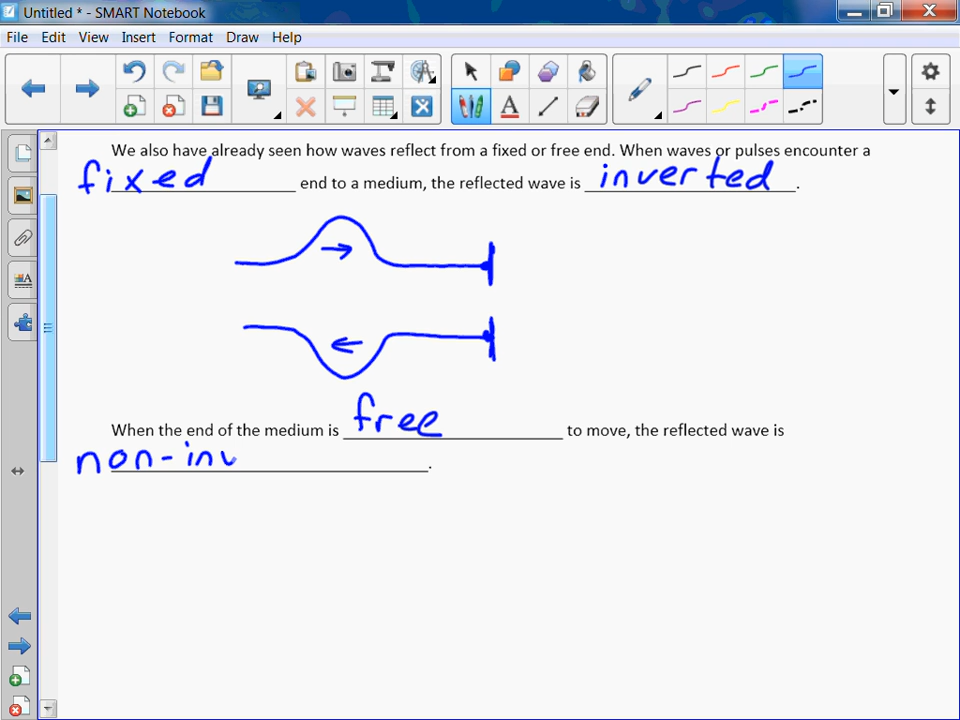 Untitled * - SMART Notebook
File Edit View Insert Format Draw Help
We also have already seen how waves reflect from a fixed or free end. When waves or pulses encounter a
fixed end to a medium, the reflected wave is inverted.
When the end of the medium is free to move, the reflected wave is
non-inv.